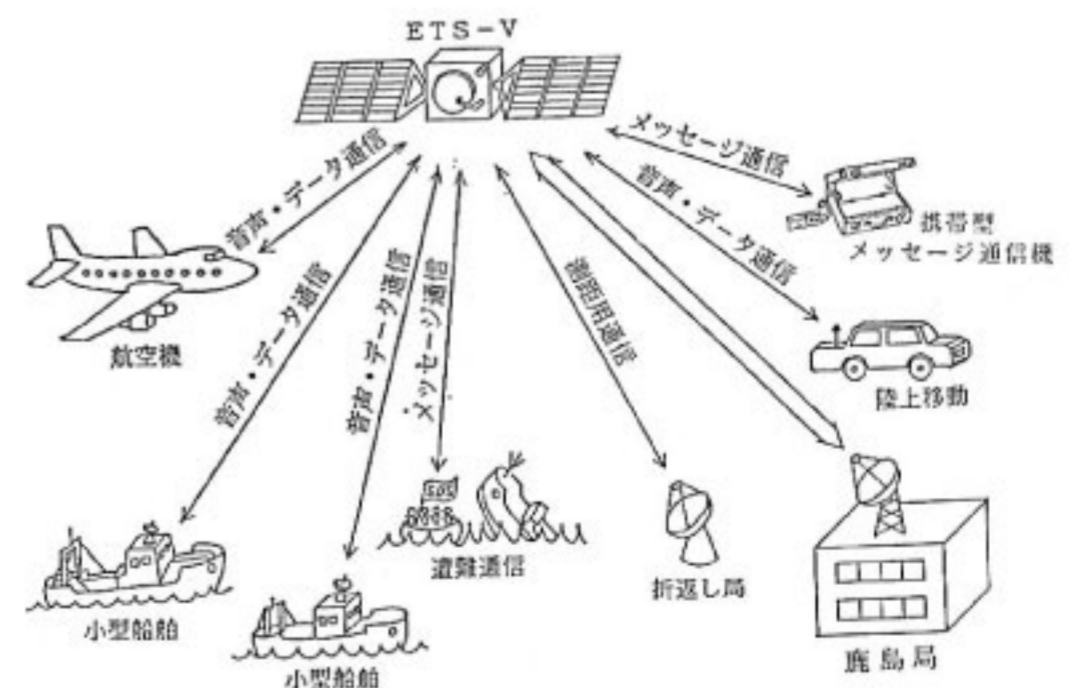 ETS-V
音声・データ通信
メッセージ通信
音声・データ通信
携帯型
メッセージ通信機
航空機
音声・データ通信
音声・データ通信
メッセージ通信
測距用通信
陸上移動
SOS
遭難通信
折返し局
小型船舶
小型船舶
鹿島局